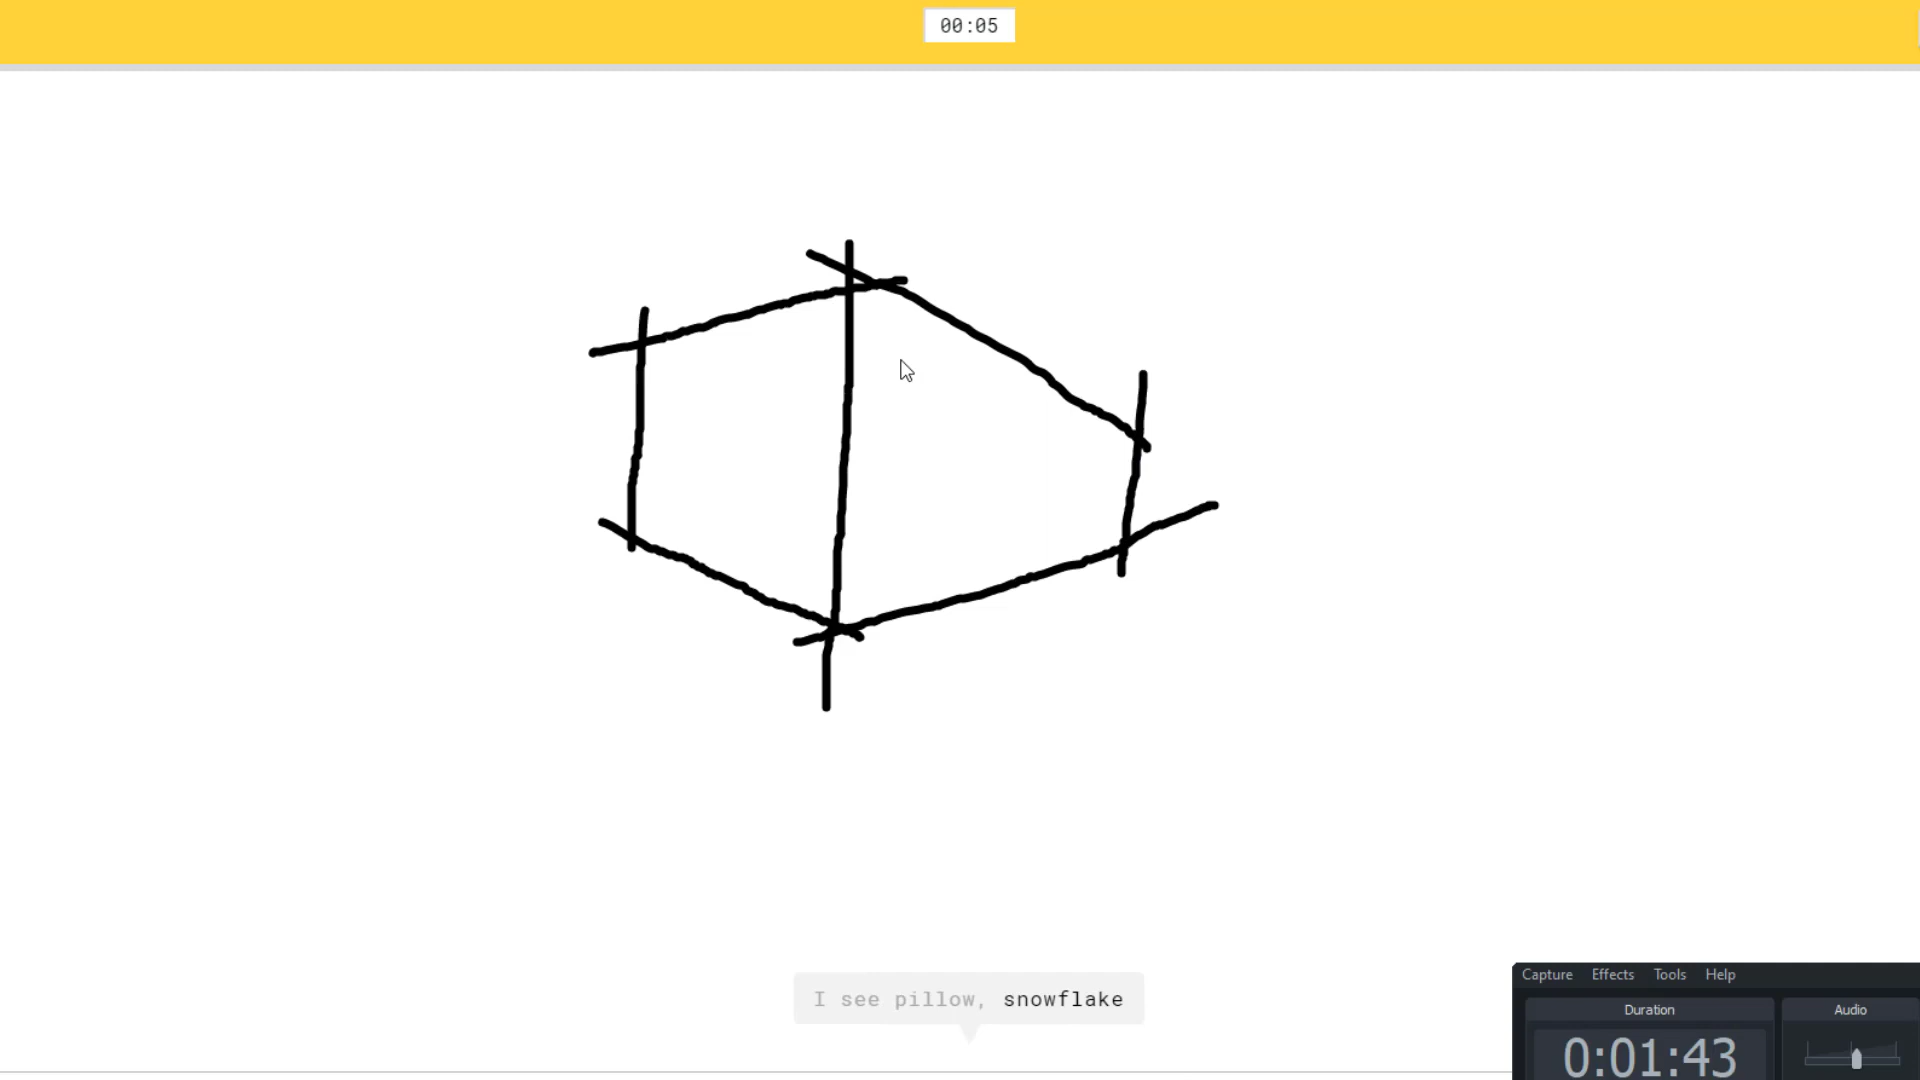 00:05
I see pillow, snowflake
Capture Effects Tools Help
Duration Audio
0:01:43